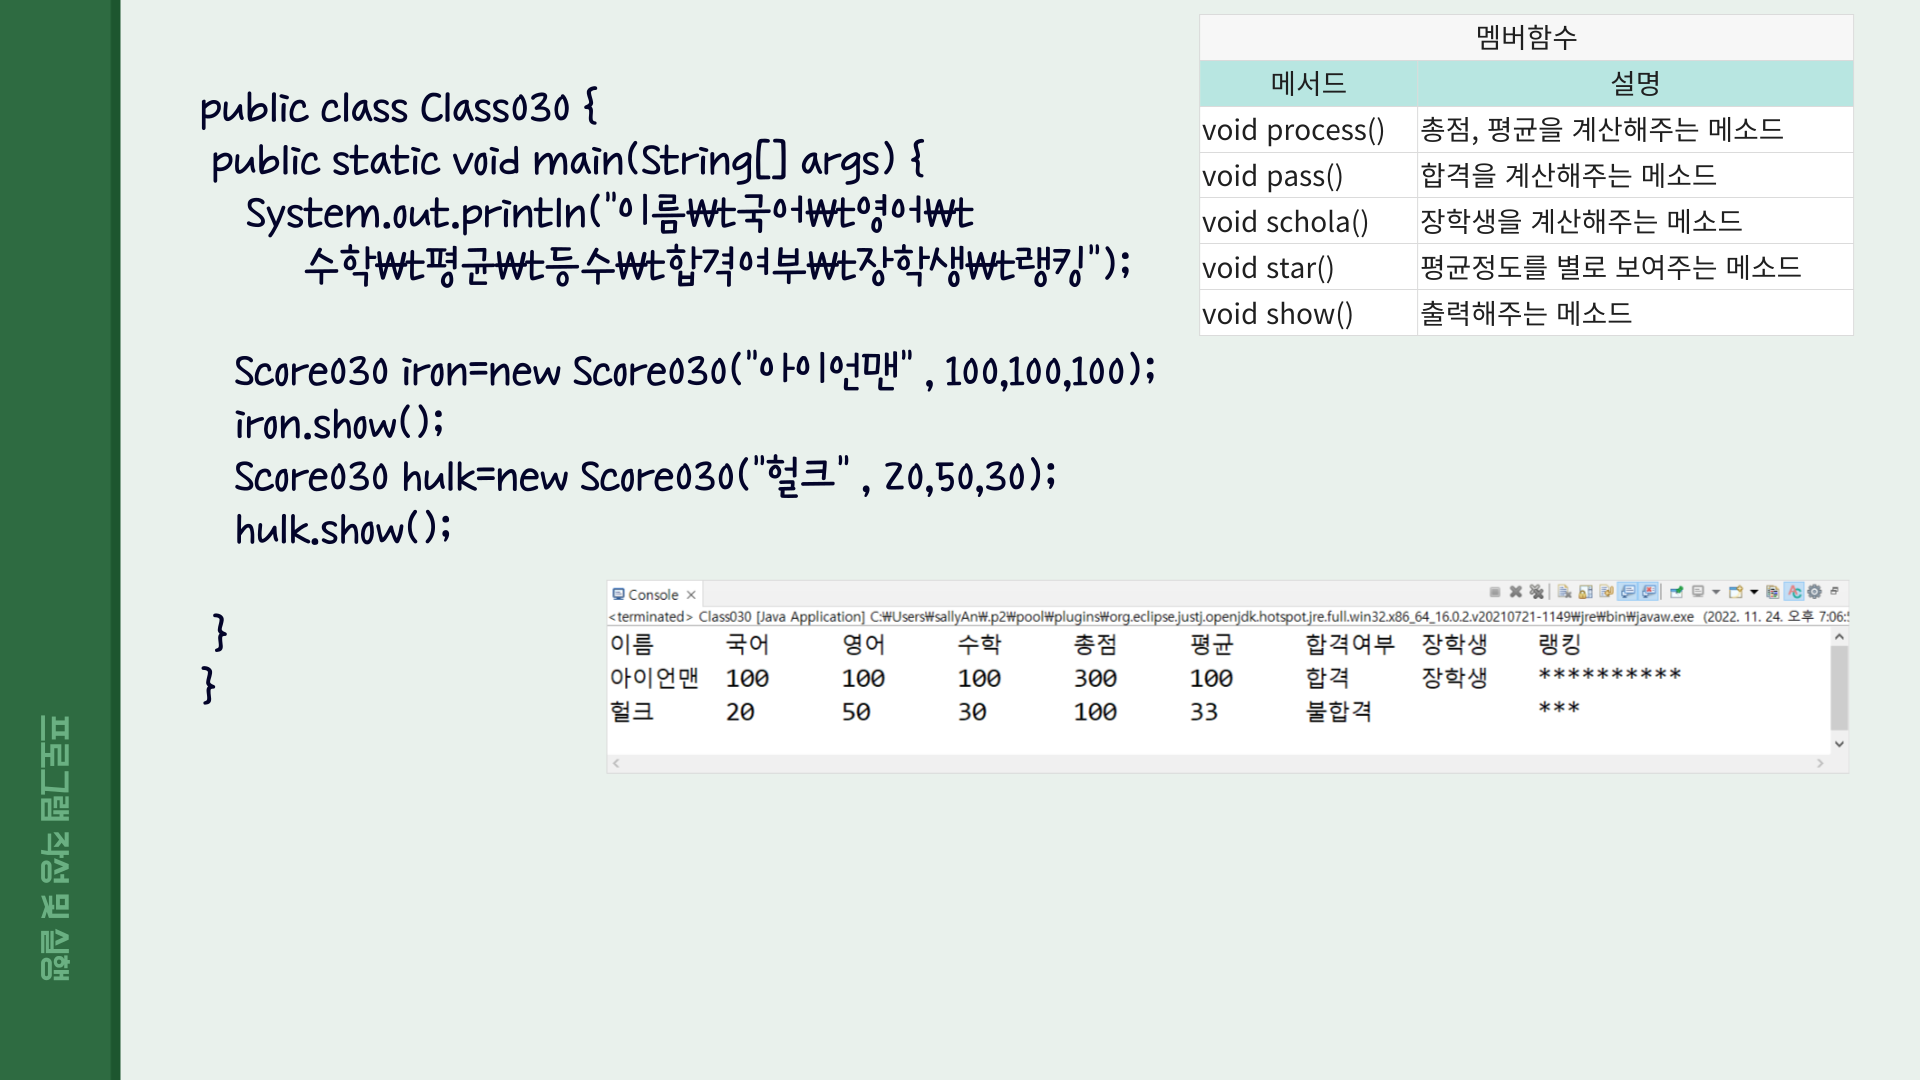 public class Class030 {
public static void main(String[] args) {
System.out.println("이름₩t국어₩t영어₩t
수학₩t평균₩t등수₩t합격여부₩t장학생₩t랭킹");
Score030 iron=new Score030("아이언맨" , 100,100,100);
iron.show();
Score030 hulk=new Score030("헐크" , 20,50,30);
hulk.show();
}
}
멤버함수
메서드 설명
void process() 총점, 평균을 계산해주는 메소드
void pass() 합격을 계산해주는 메소드
void schola() 장학생을 계산해주는 메소드
void star() 평균정도를 별로 보여주는 메소드
void show() 출력해주는 메소드
Console
<terminated> Class030 [Java Application] C:₩Users₩sallyAn₩.p2₩pool₩plugins₩org.eclipse.justj.openjdk.hotspot.jre.full.win32.x86_64_16.0.2.v20210721-1149₩jre₩bin₩javaw.exe (2022. 11. 24. 오후 7:06:
이름 국어 영어 수학 총점 평균 합격여부 장학생 랭킹
아이언맨 100 100 100 300 100 합격 장학생 **********
헐크 20 50 30 100 33 불합격 ***
프로그램 작성 및 실행